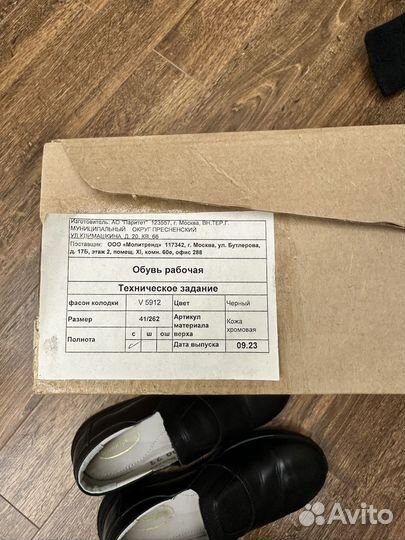 Изготовитель: АО "Паритет" 123557, г. Москва, ВН.ТЕР.Г.
МУНИЦИПАЛЬНЫЙ ОКРУГ ПРЕСНЕНСКИЙ
УЛ КЛИМАШКИНА, Д. 20, КВ. 66
Поставщик: ООО «Молитренд» 117342, г. Москва, ул. Бутлерова,
д. 17Б, этаж 2, помещ. XI, комн. 60в, офис 288
Обувь рабочая
Техническое задание
фасон колодки V 5912 Цвет Черный
Размер 41/262 Артикул материала верха Кожа хромовая
Полнота с ш ош
Дата выпуска 09.23
Avito